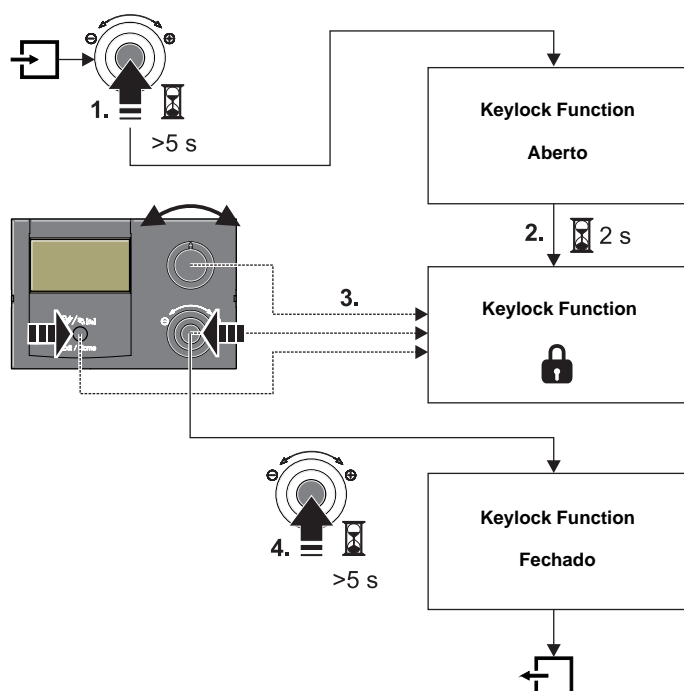 1.
>5 s
Keylock Function
Aberto
2.
2 s
3.
Keylock Function
4.
>5 s
Keylock Function
Fechado